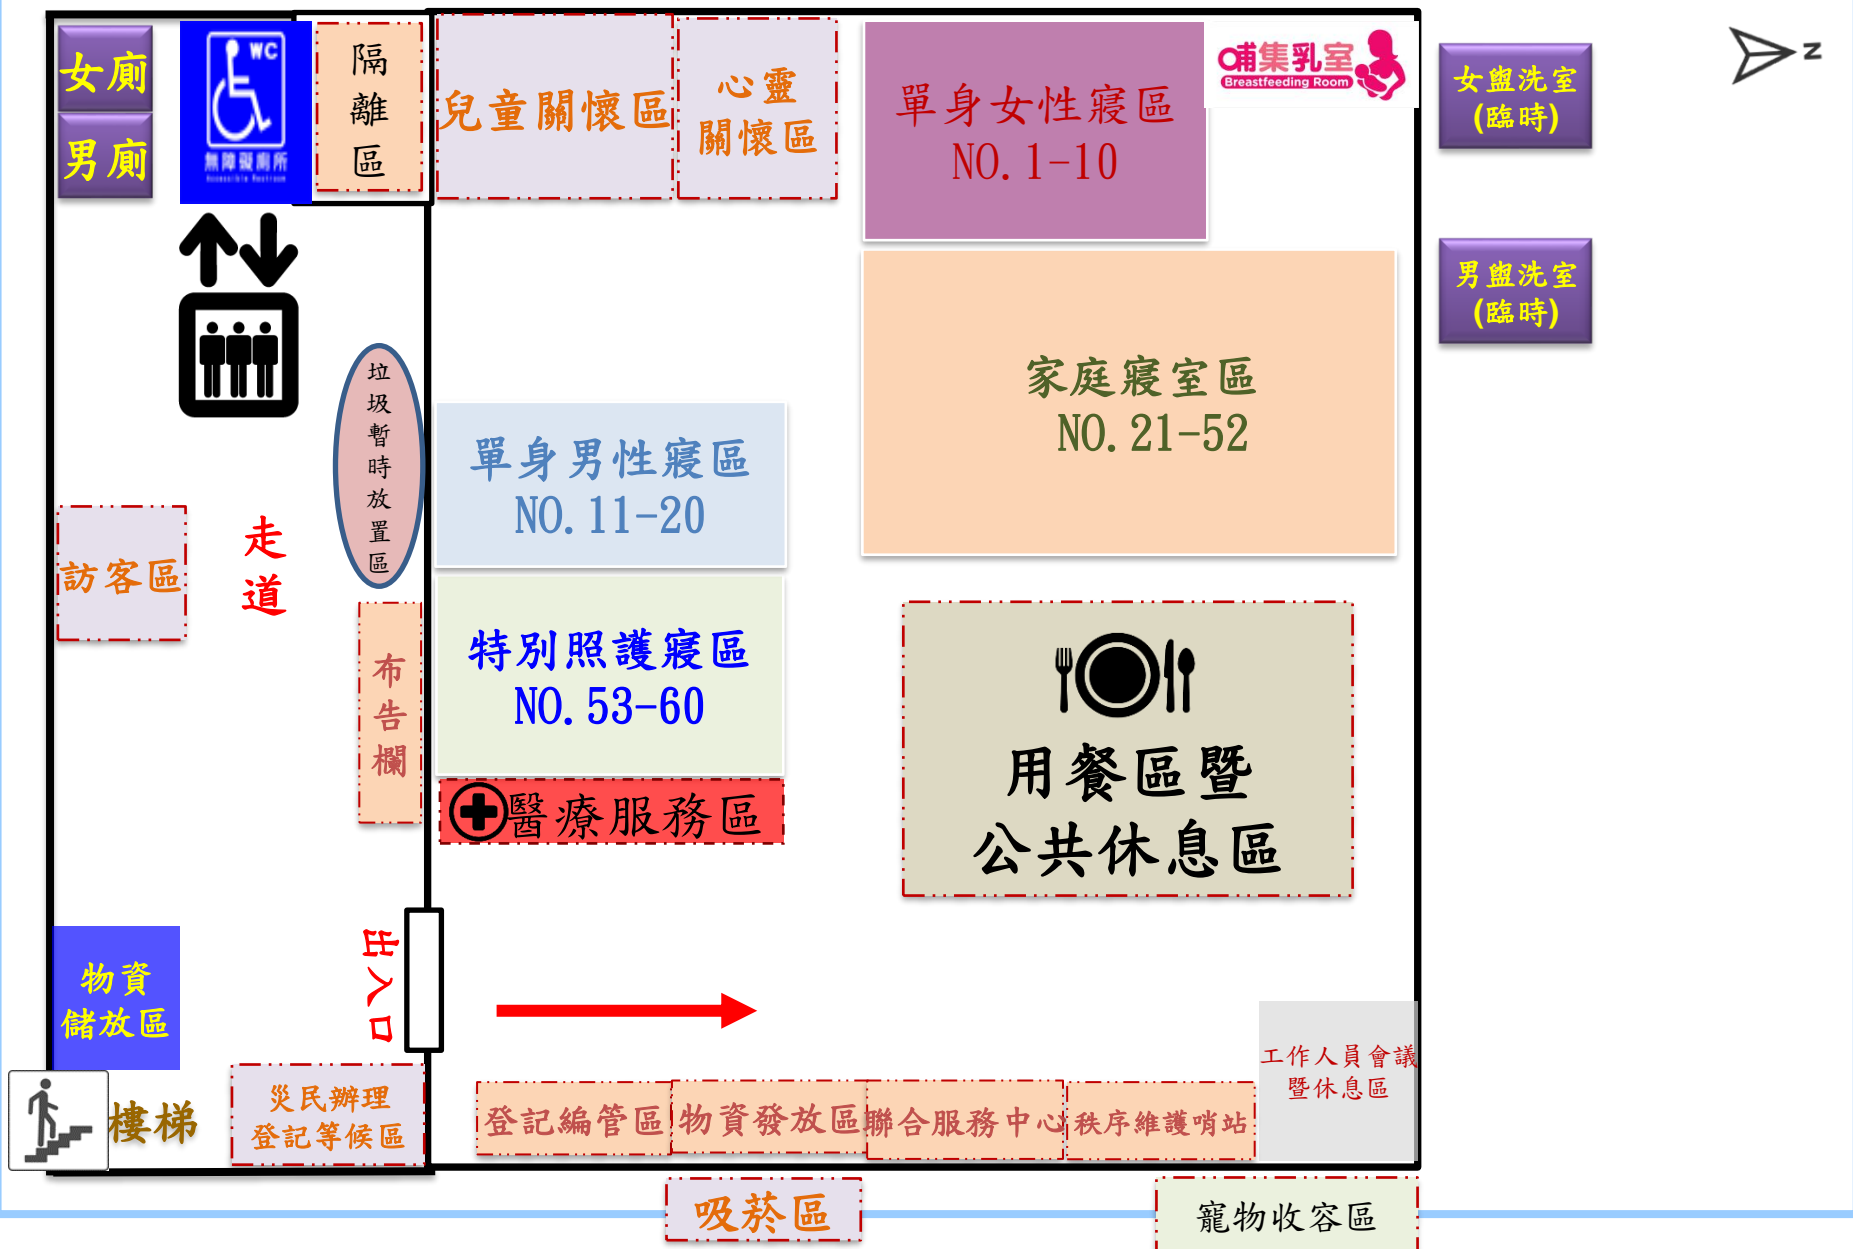 女廁
男廁
WC
無障礙廁所
Accessible Restroom
隔
離
區
兒童關懷區
心靈
關懷區
單身女性寢區
NO.1-10
哺集乳室
Breastfeeding Room
女盥洗室
(臨時)
N
男盥洗室
(臨時)
垃
圾
暫
時
放
置
區
家庭寢室區
NO.21-52
單身男性寢區
NO.11-20
訪客區
走
道
特別照護寢區
NO.53-60
布
告
欄
醫療服務區
用餐區暨
公共休息區
出入口
物資
儲放區
樓梯
災民辦理
登記等候區
登記編管區
物資發放區
聯合服務中心
秩序維護哨站
工作人員會議
暨休息區
吸菸區
寵物收容區